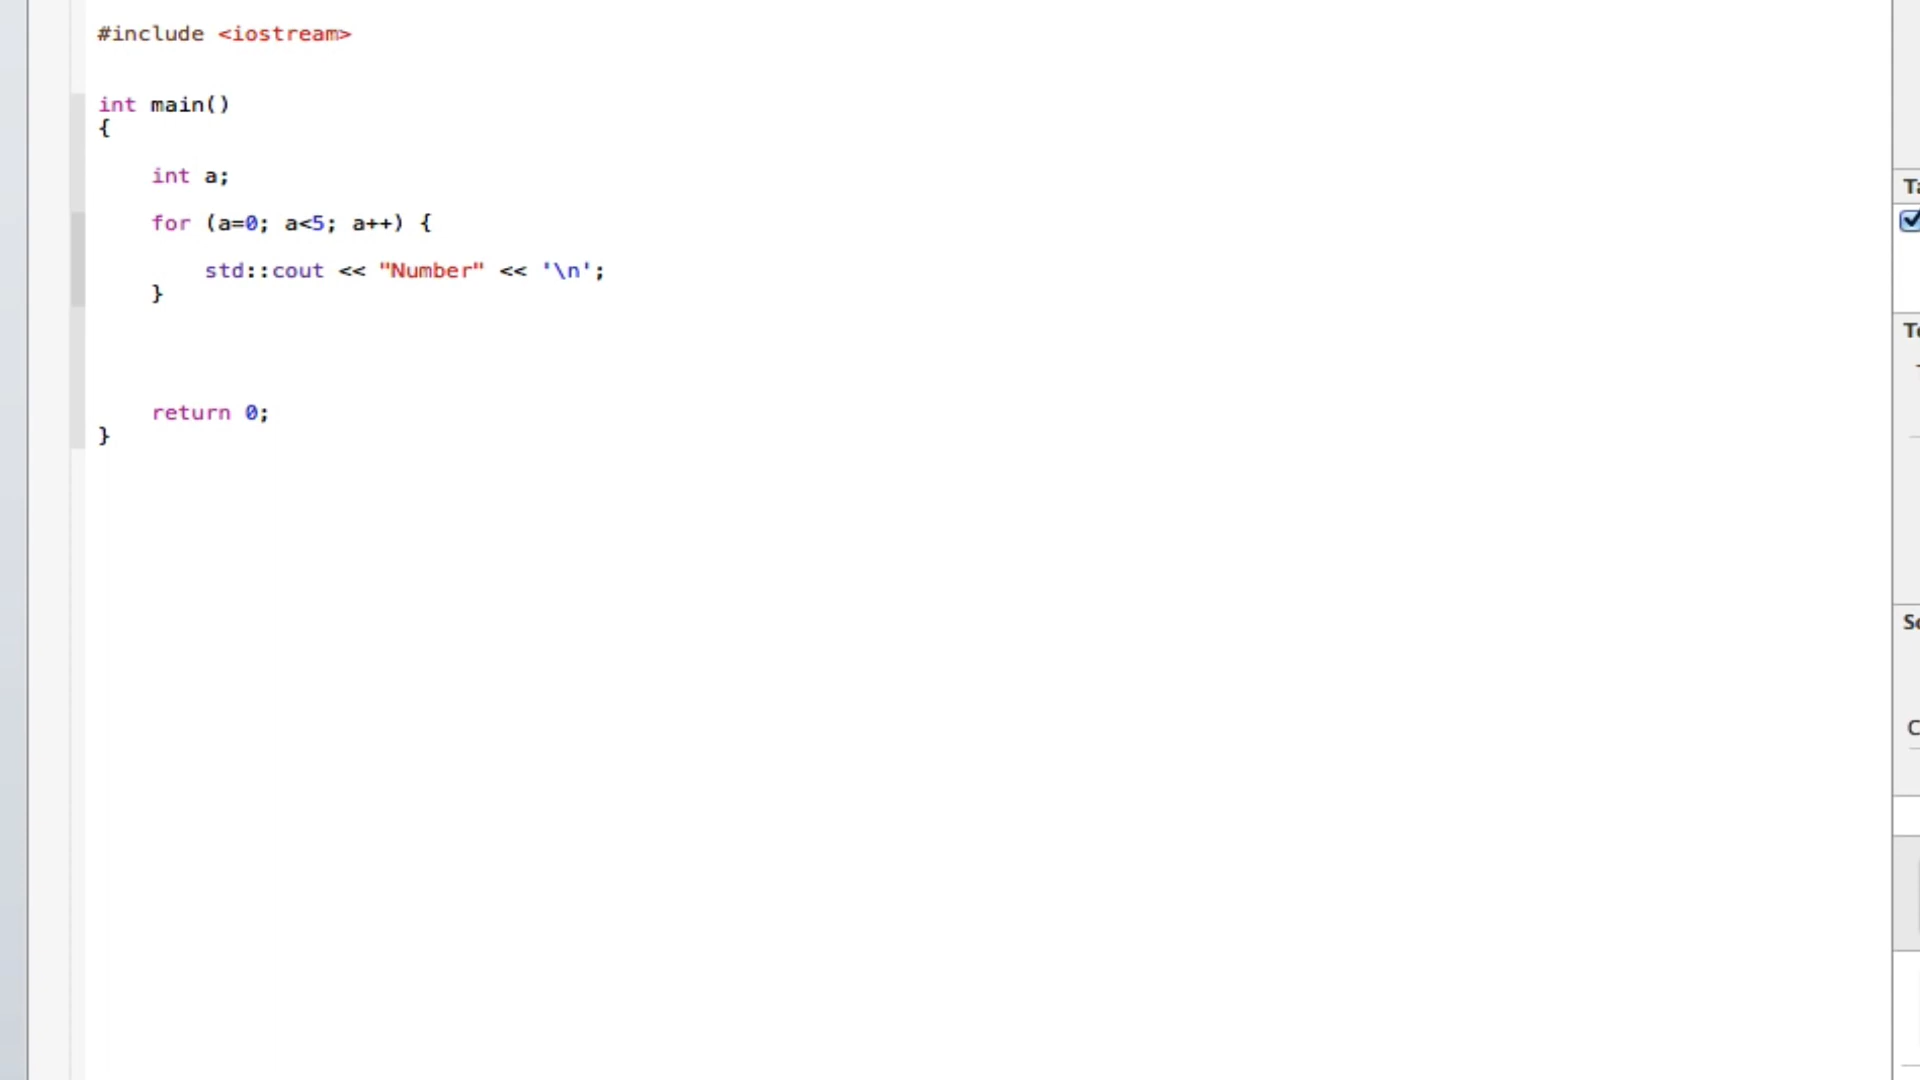 #include <iostream>
int main()
{
    int a;
    for (a=0; a<5; a++) {
        std::cout << "Number" << '\n';
    }
    return 0;
}